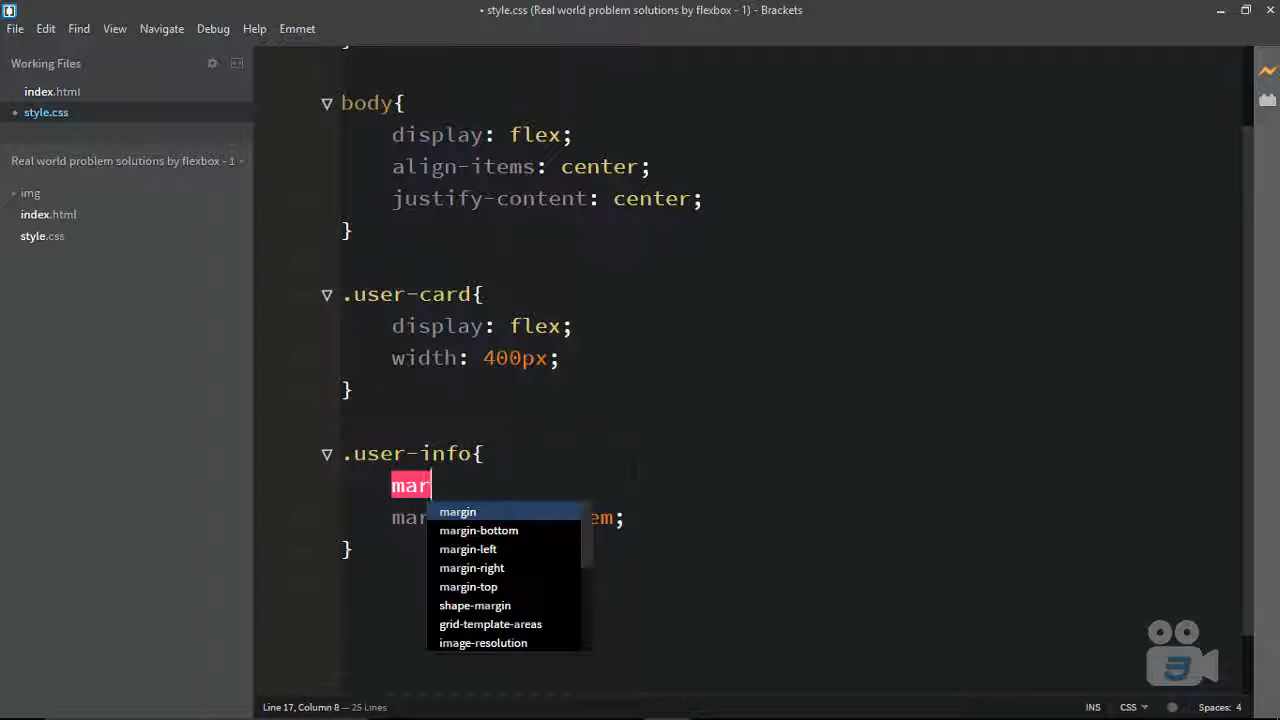 • style.css (Real world problem solutions by flexbox - 1) - Brackets
File Edit Find View Navigate Debug Help Emmet
Working Files
index.html
• style.css
Real world problem solutions by flexbox - 1
img
index.html
style.css
}
body{
display: flex;
align-items: center;
justify-content: center;
}
.user-card{
display: flex;
width: 400px;
}
.user-info{
mar
mar em;
}
margin
margin-bottom
margin-left
margin-right
margin-top
shape-margin
grid-template-areas
image-resolution
3
Line 17, Column 8 — 25 Lines
INS CSS Spaces: 4